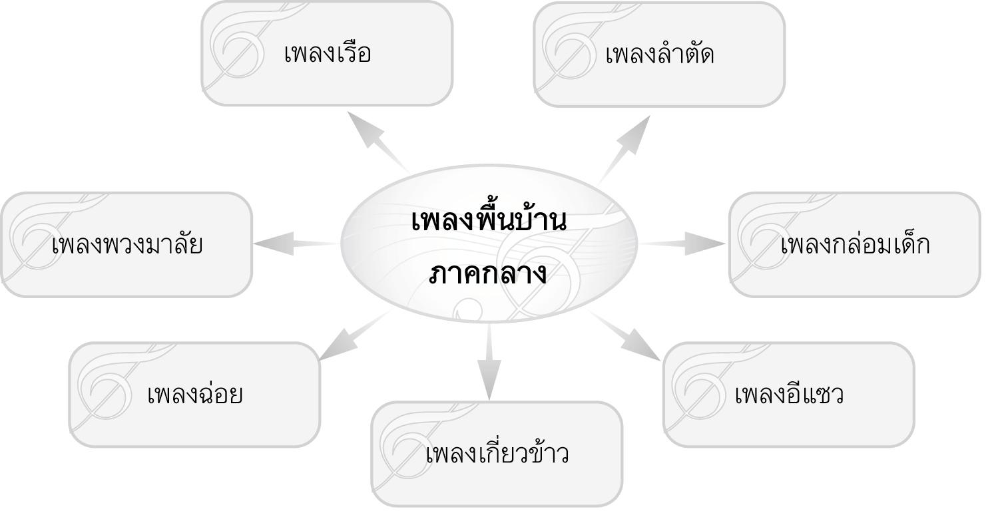 เพลงเรือ
เพลงลำตัด
เพลงพื้นบ้าน
ภาคกลาง
เพลงพวงมาลัย
เพลงกล่อมเด็ก
เพลงฉ่อย
เพลงอีแซว
เพลงเกี่ยวข้าว